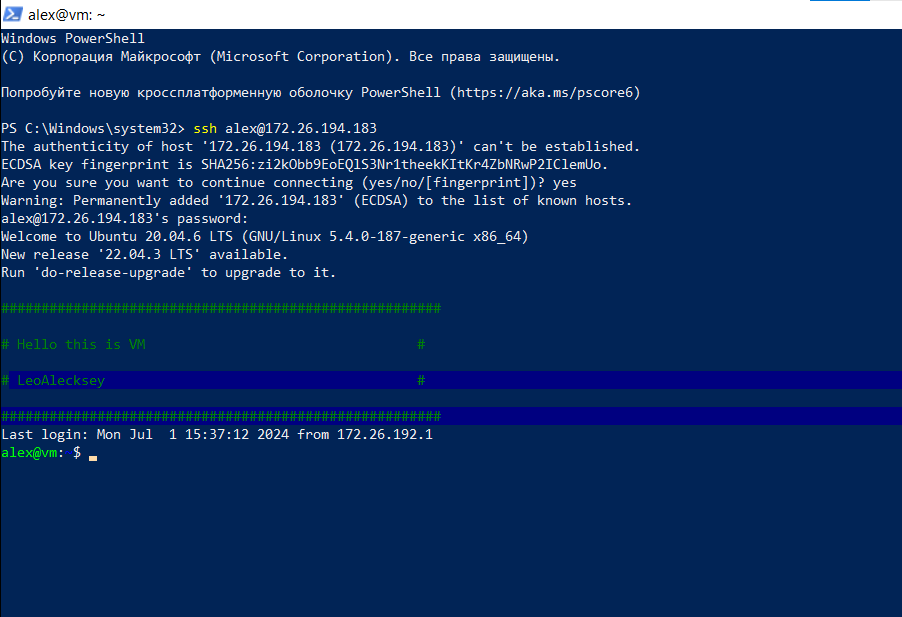 alex@vm: ~
Windows PowerShell
(C) Корпорация Майкрософт (Microsoft Corporation). Все права защищены.
Попробуйте новую кроссплатформенную оболочку PowerShell (https://aka.ms/pscore6)
PS C:\Windows\system32> ssh alex@172.26.194.183
The authenticity of host '172.26.194.183 (172.26.194.183)' can't be established.
ECDSA key fingerprint is SHA256:zi2kObb9EoEQlS3Nr1theekKItKr4ZbNRwP2IClemUo.
Are you sure you want to continue connecting (yes/no/[fingerprint])? yes
Warning: Permanently added '172.26.194.183' (ECDSA) to the list of known hosts.
alex@172.26.194.183's password:
Welcome to Ubuntu 20.04.6 LTS (GNU/Linux 5.4.0-187-generic x86_64)
New release '22.04.3 LTS' available.
Run 'do-release-upgrade' to upgrade to it.
#######################################################
# Hello this is VM #
# LeoAlecksey #
#######################################################
Last login: Mon Jul  1 15:37:12 2024 from 172.26.192.1
alex@vm: $